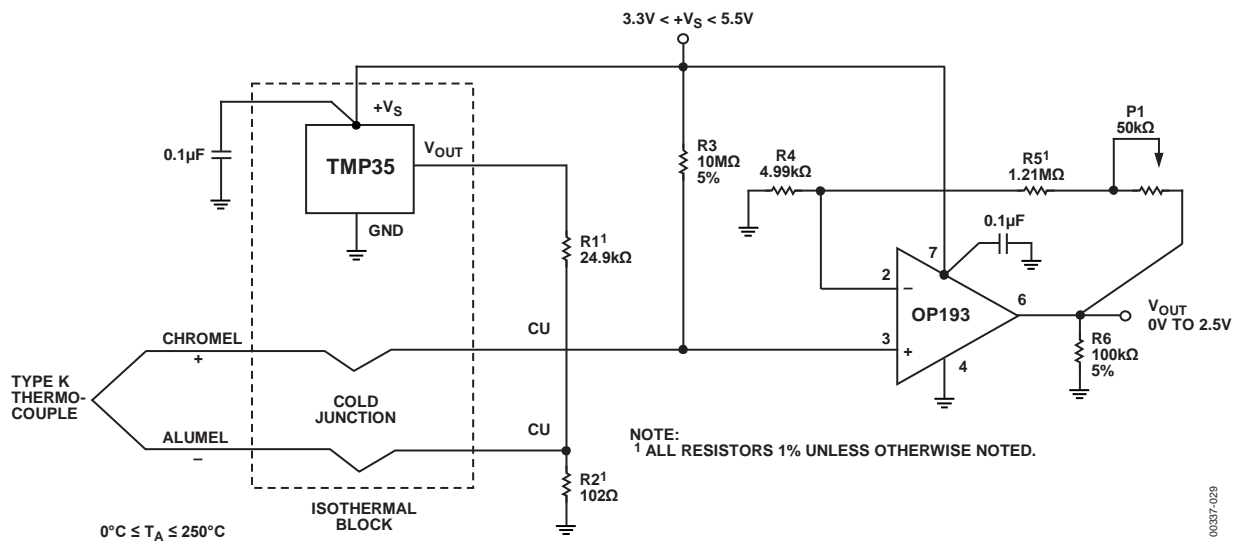 3.3V < +VS < 5.5V
P1
50kΩ
+VS
0.1µF
TMP35
VOUT
R3
10MΩ
5%
R4
4.99kΩ
R5¹
1.21MΩ
GND
R1¹
24.9kΩ
0.1µF
7
2
–
6
OP193
VOUT
0V TO 2.5V
CHROMEL
+
CU
3
+
4
R6
100kΩ
5%
TYPE K
THERMO-
COUPLE
COLD
JUNCTION
ALUMEL
–
CU
NOTE:
¹ ALL RESISTORS 1% UNLESS OTHERWISE NOTED.
R2¹
102Ω
ISOTHERMAL
BLOCK
0°C ≤ TA ≤ 250°C
00337-029